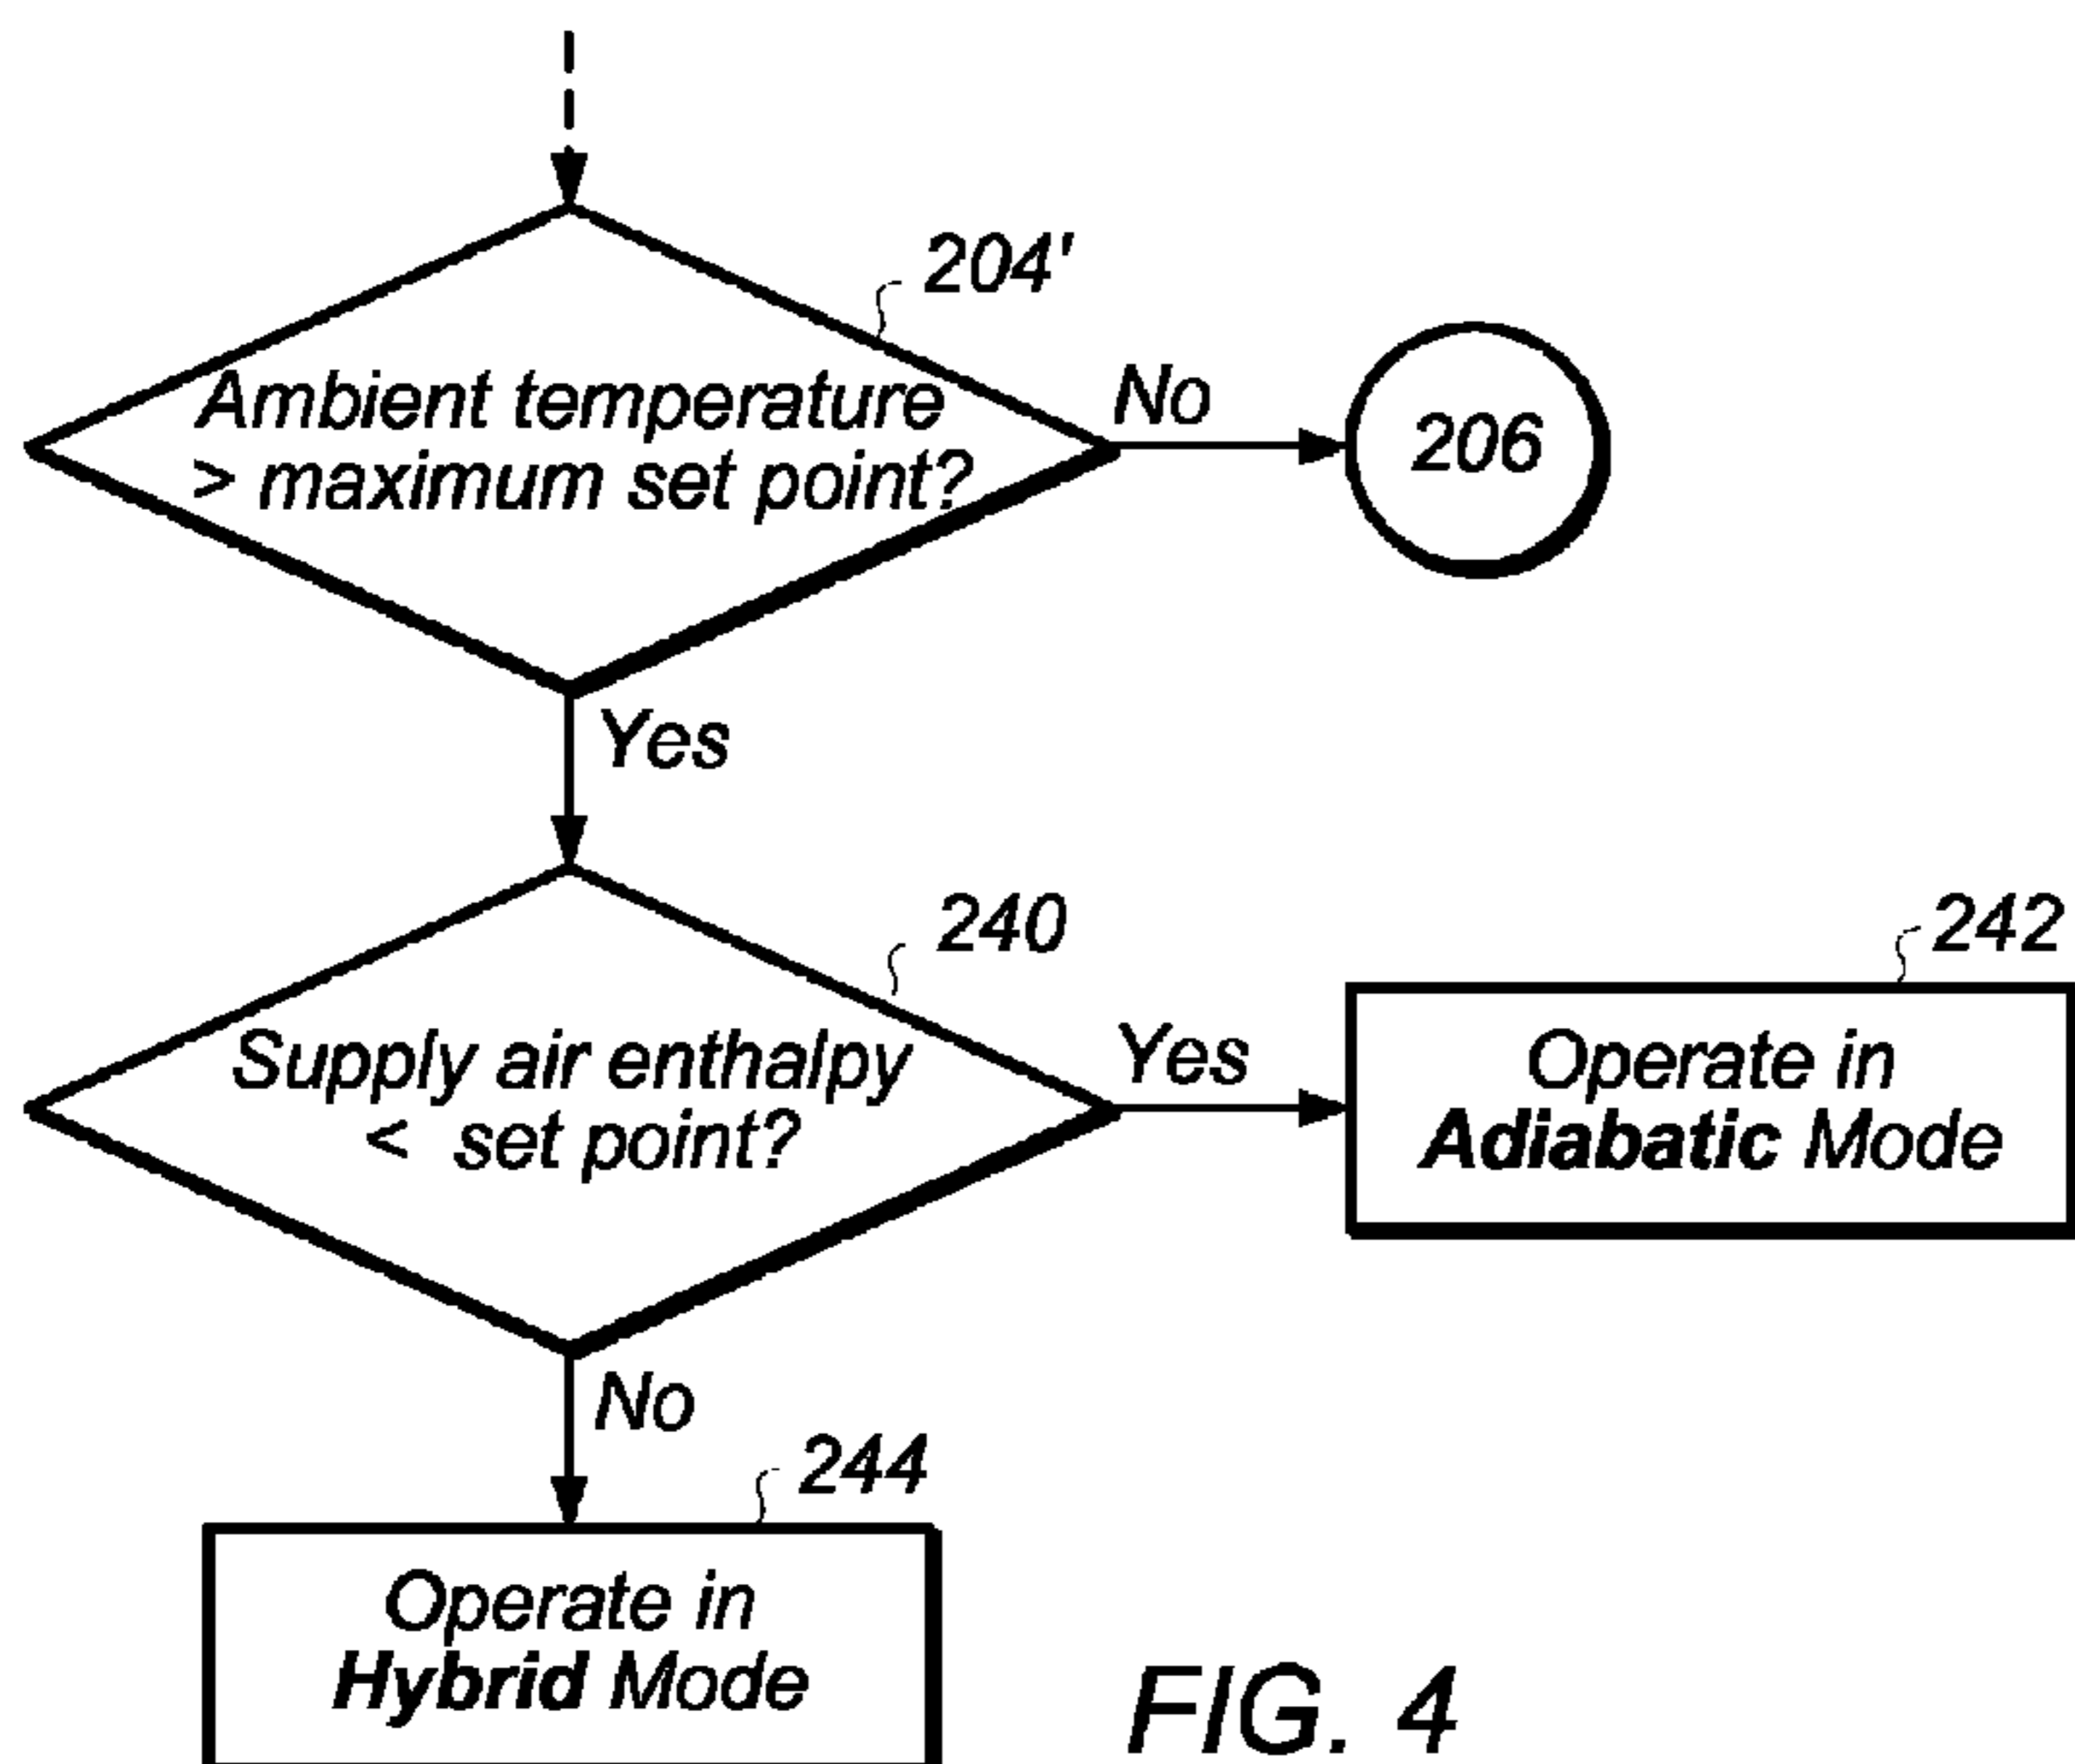 204'
Ambient temperature
> maximum set point?
No
206
Yes
240
242
Supply air enthalpy
< set point?
Yes
Operate in
Adiabatic Mode
No
244
Operate in
Hybrid Mode
FIG. 4